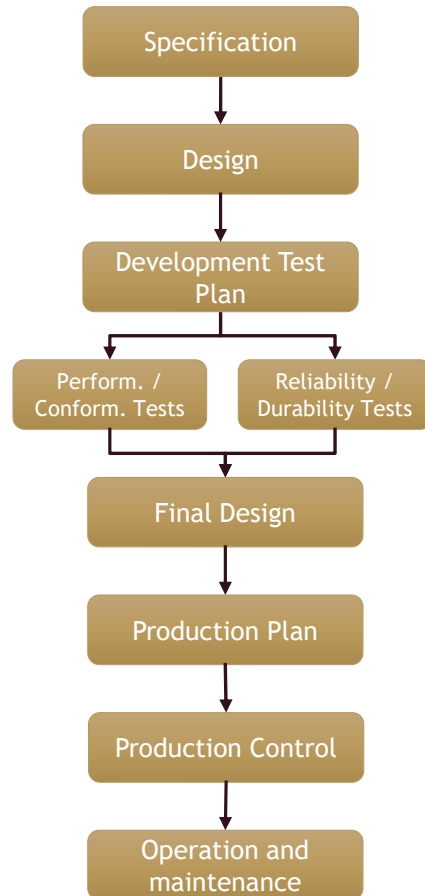 Specification
Design
Development Test
Plan
Perform. /
Conform. Tests
Reliability /
Durability Tests
Final Design
Production Plan
Production Control
Operation and
maintenance